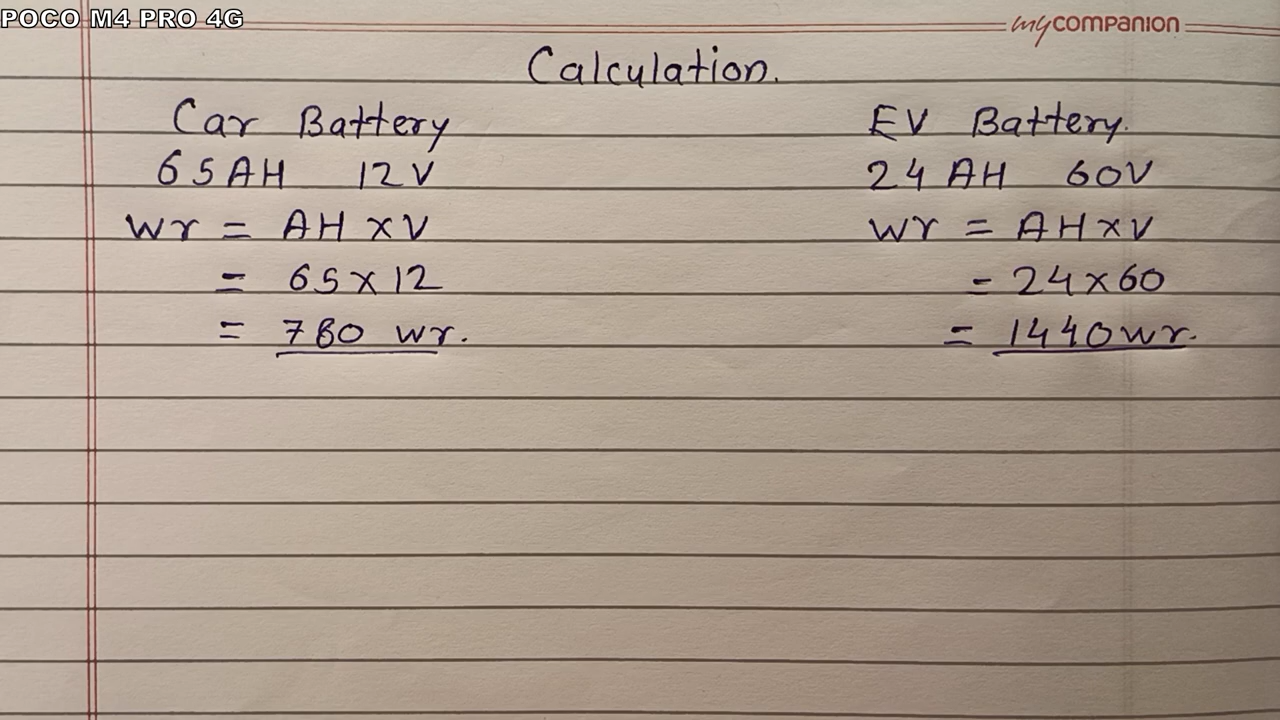 POCO M4 PRO 4G
mycompanion
Calculation.
Car Battery
65AH 12V
wr = AH x V
= 65 x 12
= 780 wr.
EV Battery.
24 AH 60V
wr = AH x V
= 24 x 60
= 1440 wr.